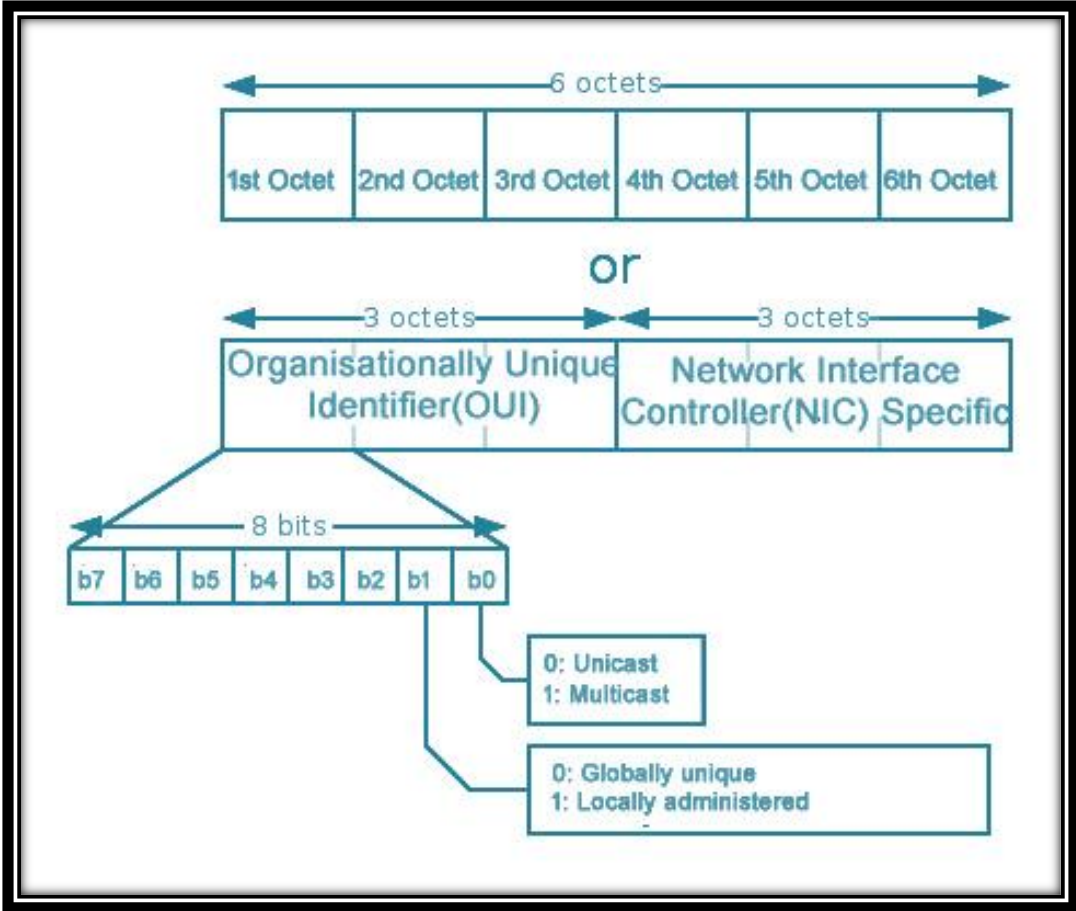 6 octets
1st Octet 2nd Octet 3rd Octet 4th Octet 5th Octet 6th Octet
or
3 octets 3 octets
Organisationally Unique
Identifier(OUI)
Network Interface
Controller(NIC) Specific
8 bits
b7 b6 b5 b4 b3 b2 b1 b0
0: Unicast
1: Multicast
0: Globally unique
1: Locally administered